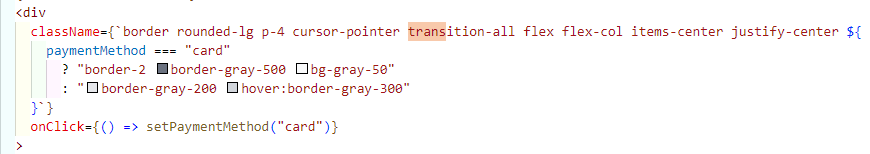 <div
className={`border rounded-lg p-4 cursor-pointer transition-all flex flex-col items-center justify-center ${
paymentMethod === "card"
? "border-2 border-gray-500 bg-gray-50"
: "border-gray-200 hover:border-gray-300"
}`}
onClick={() => setPaymentMethod("card")}
>